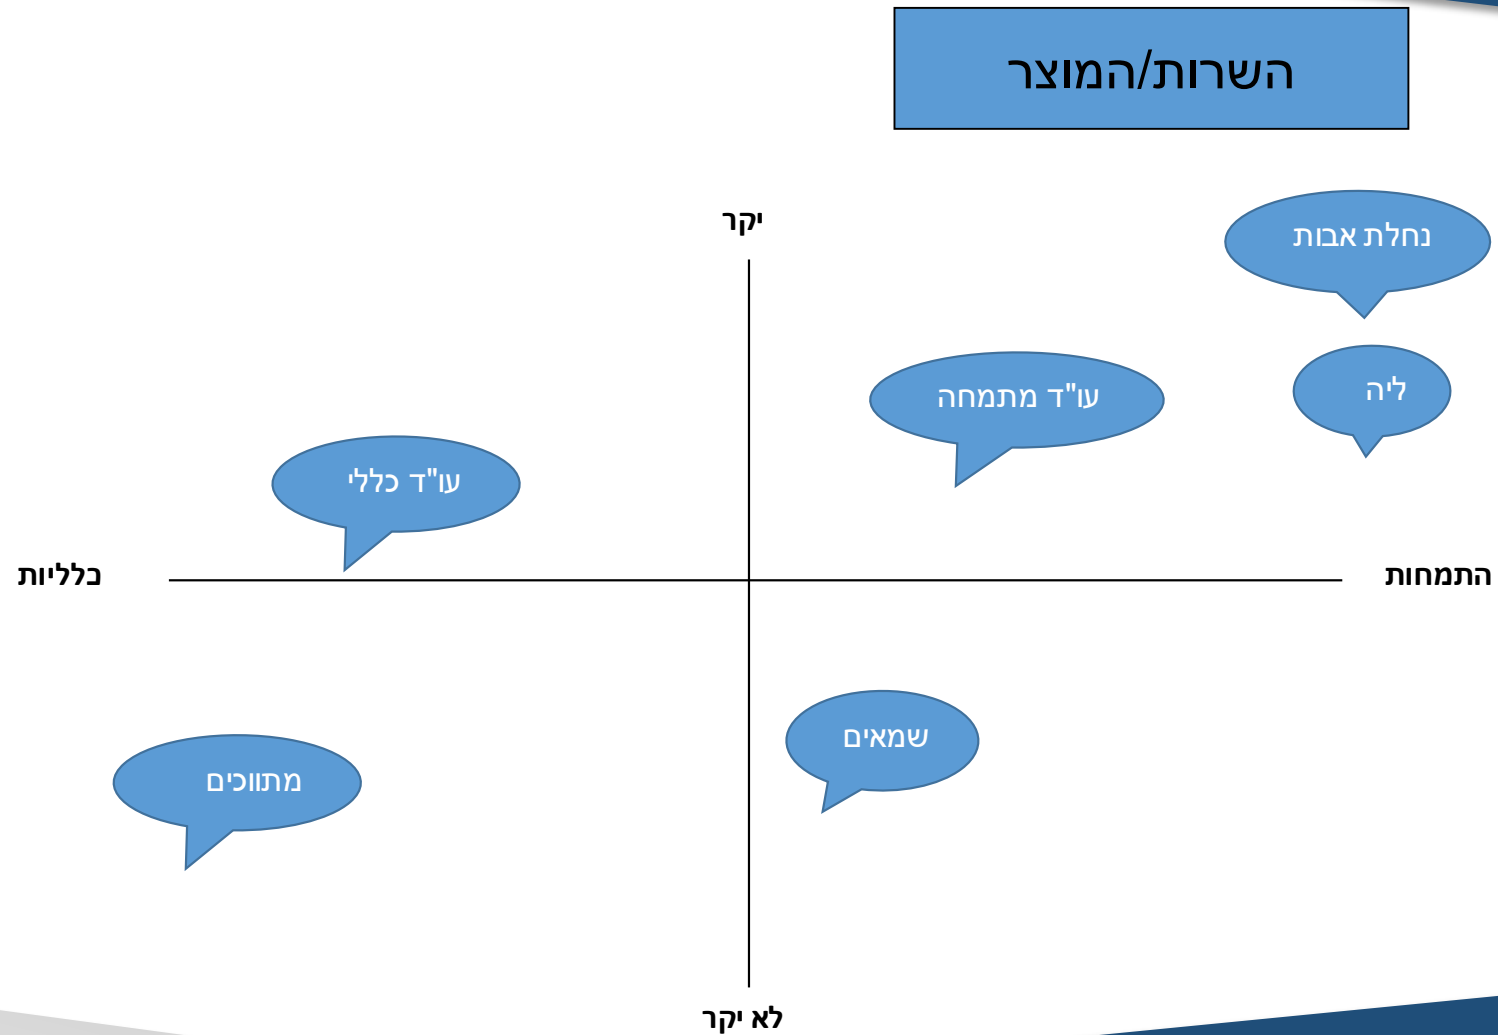 השרות/המוצר
יקר
נחלת אבות
ליה
עו"ד מתמחה
עו"ד כללי
התמחות
כלליות
שמאים
מתווכים
לא יקר